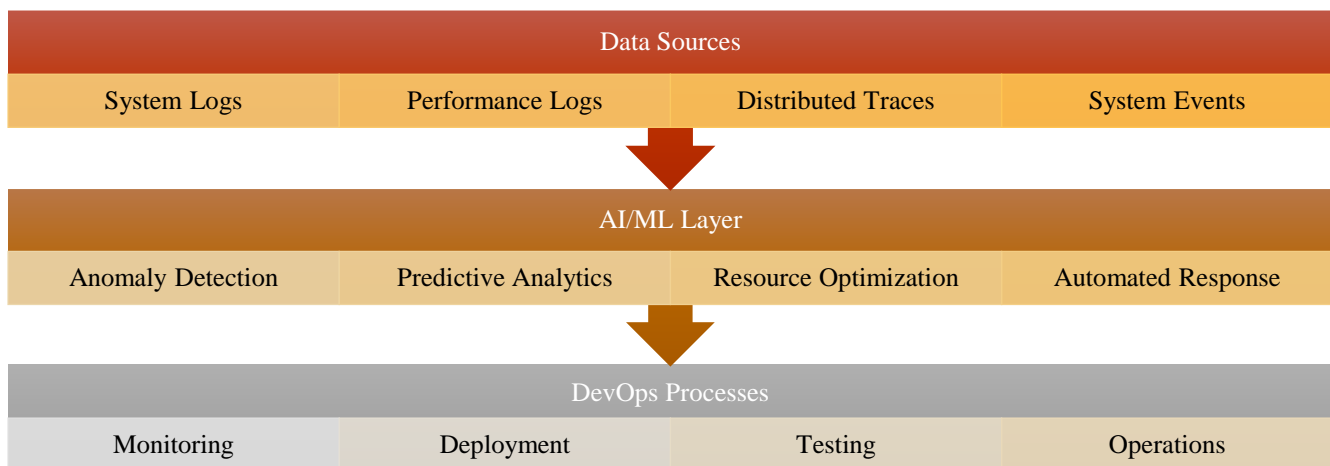 Data Sources
System Logs
Performance Logs
Distributed Traces
System Events
AI/ML Layer
Anomaly Detection
Predictive Analytics
Resource Optimization
Automated Response
DevOps Processes
Monitoring
Deployment
Testing
Operations